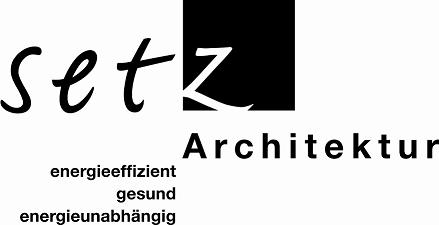 setz
Architektur
energieeffizient
gesund
energieunabhängig